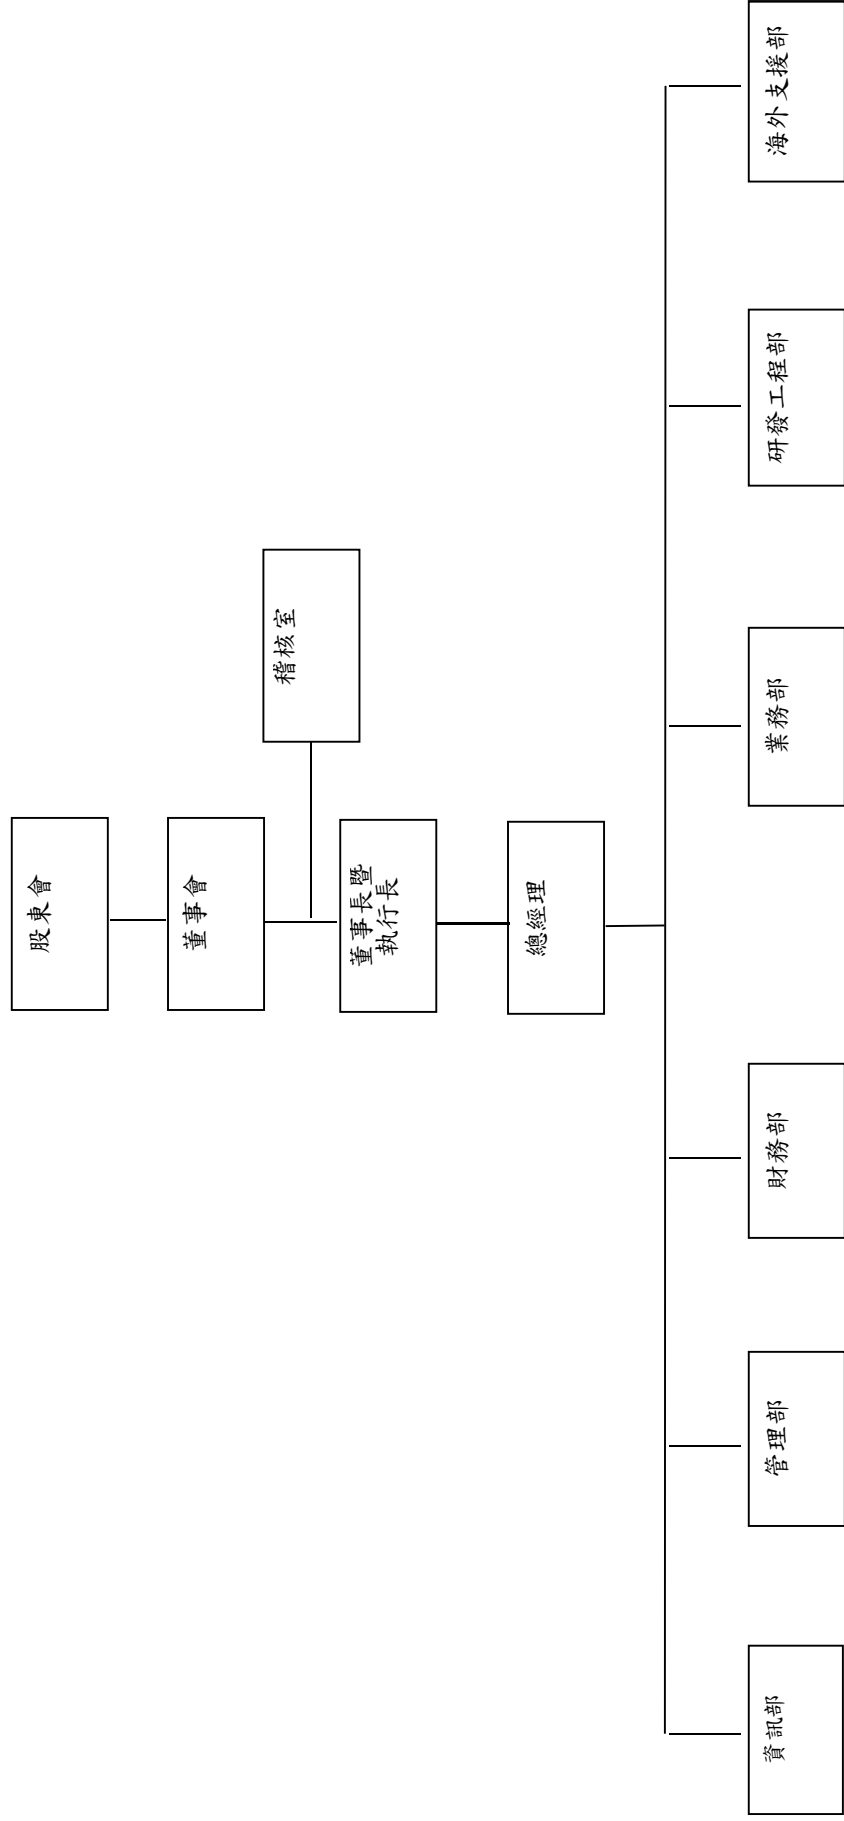 股東會
董事會
稽核室
董事長暨
執行長
總經理
資訊部
管理部
財務部
業務部
研發工程部
海外支援部